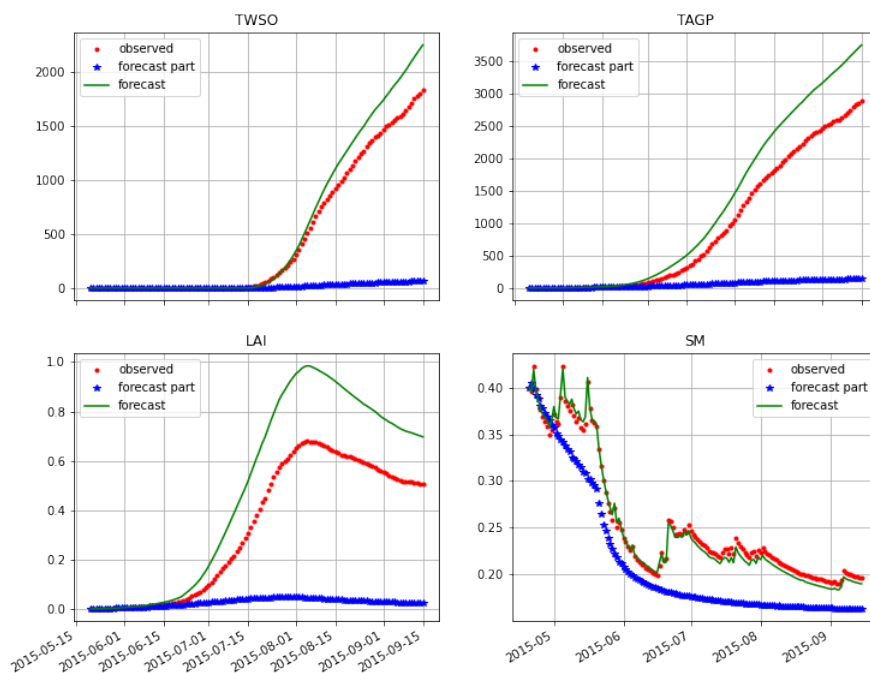 TWSO
observed
forecast part
forecast
2000
1500
1000
500
0
TAGP
observed
forecast part
forecast
3500
3000
2500
2000
1500
1000
500
0
LAI
observed
forecast part
forecast
1.0
0.8
0.6
0.4
0.2
0.0
2015-05-15
2015-06-01
2015-06-15
2015-07-01
2015-07-15
2015-08-01
2015-08-15
2015-09-01
2015-09-15
SM
observed
forecast part
forecast
0.40
0.35
0.30
0.25
0.20
2015-05
2015-06
2015-07
2015-08
2015-09